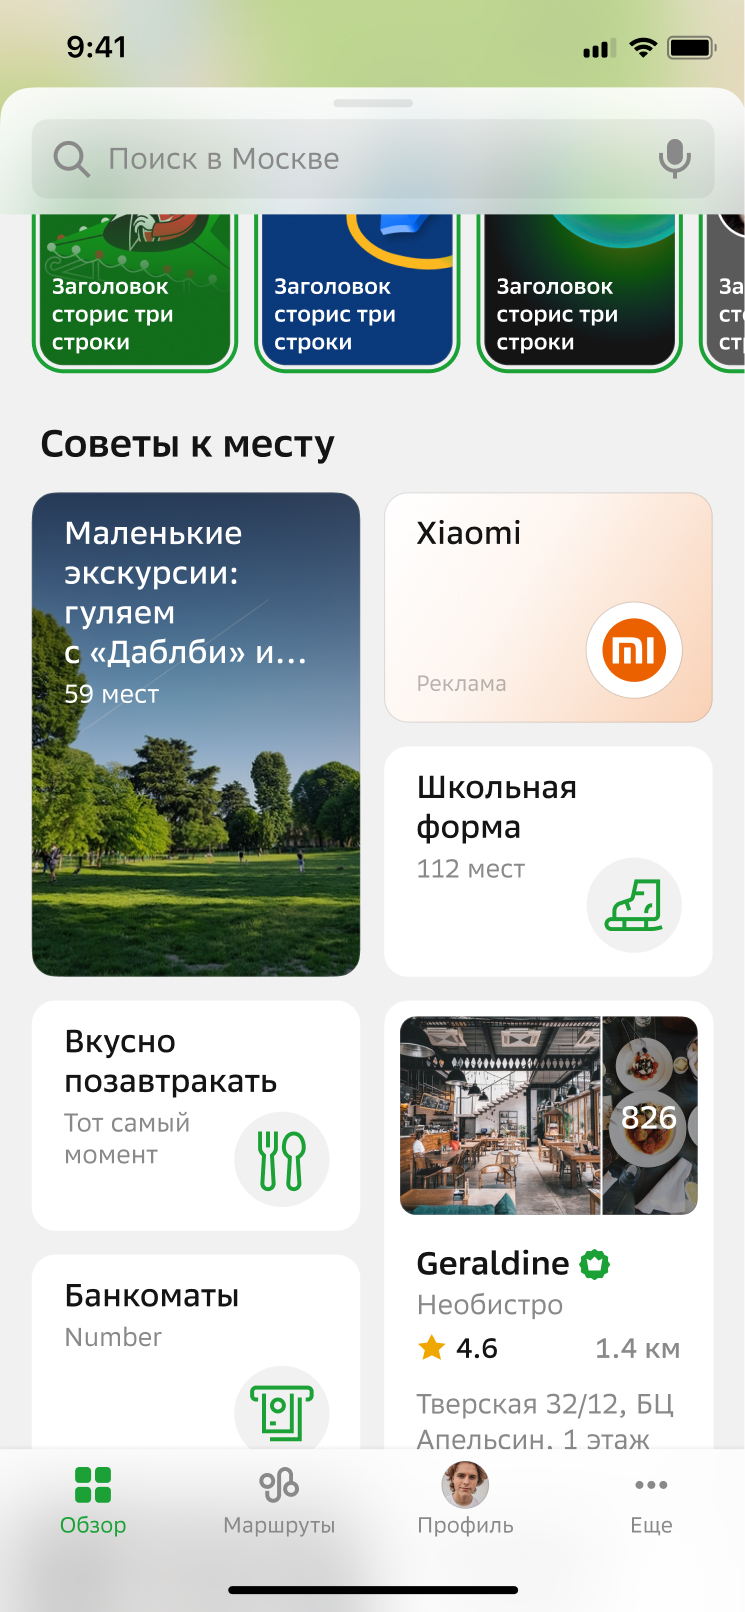 9:41
Поиск в Москве
Заголовок
сторис три
строки
Заголовок
сторис три
строки
Заголовок
сторис три
строки
За
ст
стр
Советы к месту
Маленькие
экскурсии:
гуляем
с «Даблби» и...
59 мест
Xiaomi
Реклама
Школьная
форма
112 мест
Вкусно
позавтракать
Тот самый
момент
826
Geraldine
Необистро
4.6 1.4 км
Тверская 32/12, БЦ
Апельсин, 1 этаж
Банкоматы
Number
Обзор
Маршруты
Профиль
Еще